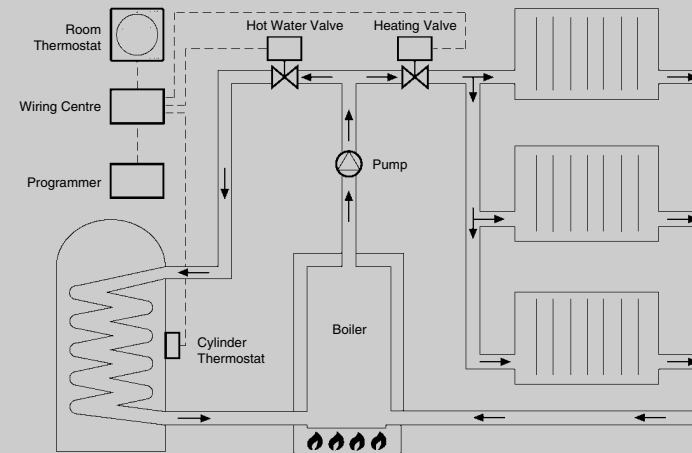 Room
Thermostat
Hot Water Valve
Heating Valve
Wiring Centre
Pump
Programmer
Boiler
Cylinder
Thermostat